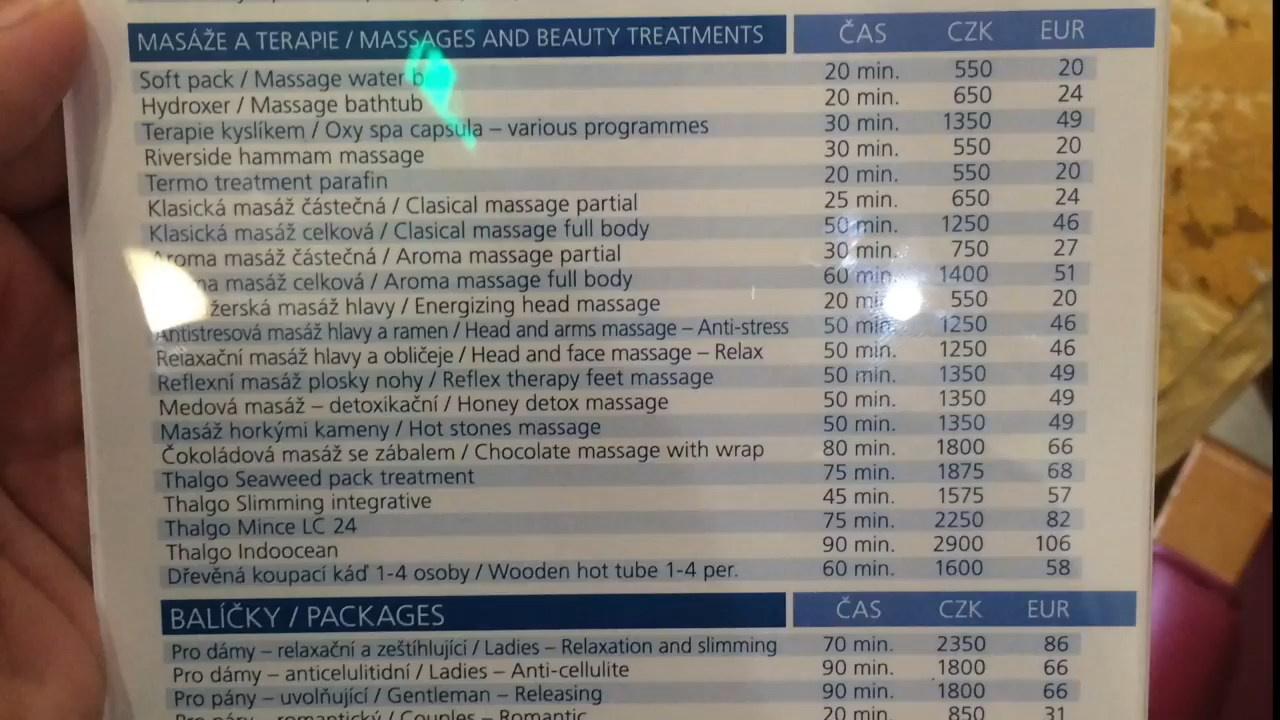 MASÁŽE A TERAPIE / MASSAGES AND BEAUTY TREATMENTS ČAS CZK EUR
Soft pack / Massage water 20 min. 550 20
Hydroxer / Massage bathtub 20 min. 650 24
Terapie kyslíkem / Oxy spa capsula – various programmes 30 min. 1350 49
Riverside hammam massage 30 min. 550 20
Termo treatment parafin 20 min. 550 20
Klasická masáž částečná / Clasical massage partial 25 min. 650 24
Klasická masáž celková / Clasical massage full body 50 min. 1250 46
Aroma masáž částečná / Aroma massage partial 30 min. 750 27
masáž celková / Aroma massage full body 60 min. 1400 51
masáž hlavy / Energizing head massage 20 min. 550 20
Antistresová masáž hlavy a ramen / Head and arms massage – Anti-stress 50 min. 1250 46
Relaxační masáž hlavy a obličeje / Head and face massage – Relax 50 min. 1250 46
Reflexní masáž plosky nohy / Reflex therapy feet massage 50 min. 1350 49
Medová masáž – detoxikační / Honey detox massage 50 min. 1350 49
Masáž horkými kameny / Hot stones massage 50 min. 1350 49
Čokoládová masáž se zábalem / Chocolate massage with wrap 80 min. 1800 66
Thalgo Seaweed pack treatment 75 min. 1875 68
Thalgo Slimming integrative 45 min. 1575 57
Thalgo Mince LC 24 75 min. 2250 82
Thalgo Indoocean 90 min. 2900 106
Dřevěná koupací káď 1-4 osoby / Wooden hot tube 1-4 per. 60 min. 1600 58
BALÍČKY / PACKAGES ČAS CZK EUR
Pro dámy – relaxační a zeštíhlující / Ladies – Relaxation and slimming 70 min. 2350 86
Pro dámy – anticelulitidní / Ladies – Anti-cellulite 90 min. 1800 66
Pro pány – uvolňující / Gentleman – Releasing 90 min. 1800 66
Pro páry – romantický / Couples – Romantic 20 min. 850 31